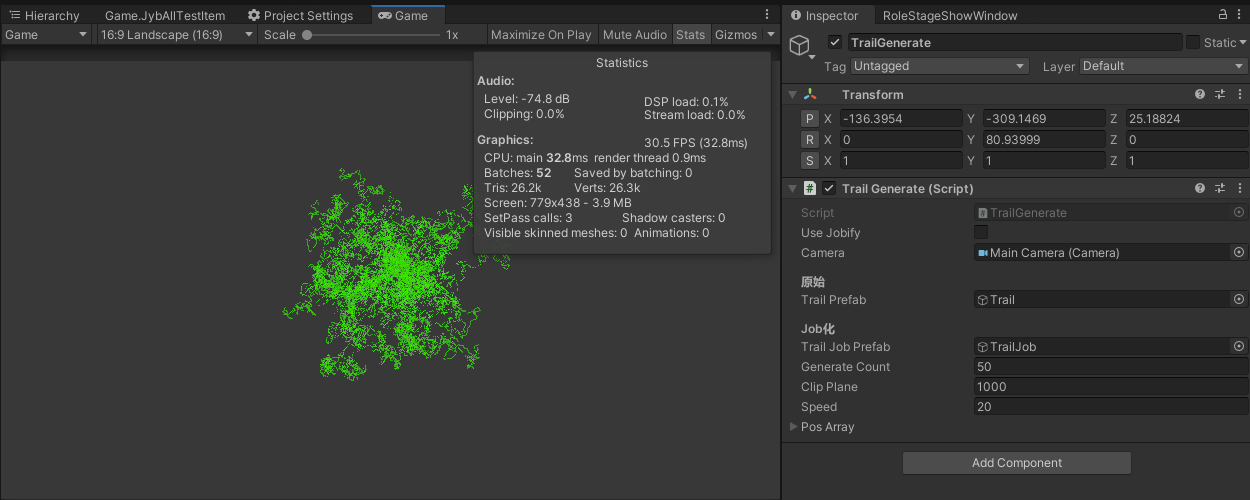 Hierarchy Game.JybAllTestItem Project Settings Game
Game 16:9 Landscape (16:9) Scale 1x Maximize On Play Mute Audio Stats Gizmos
Statistics
Audio:
Level: -74.8 dB DSP load: 0.1%
Clipping: 0.0% Stream load: 0.0%
Graphics: 30.5 FPS (32.8ms)
CPU: main 32.8ms render thread 0.9ms
Batches: 52 Saved by batching: 0
Tris: 26.2k Verts: 26.3k
Screen: 779x438 - 3.9 MB
SetPass calls: 3 Shadow casters: 0
Visible skinned meshes: 0 Animations: 0
Inspector RoleStageShowWindow
TrailGenerate Static
Tag Untagged Layer Default
Transform
P X -136.3954 Y -309.1469 Z 25.18824
R X 0 Y 80.93999 Z 0
S X 1 Y 1 Z 1
# Trail Generate (Script)
Script # TrailGenerate
Use Jobify
Camera Main Camera (Camera)
原始
Trail Prefab Trail
Job化
Trail Job Prefab TrailJob
Generate Count 50
Clip Plane 1000
Speed 20
Pos Array
Add Component